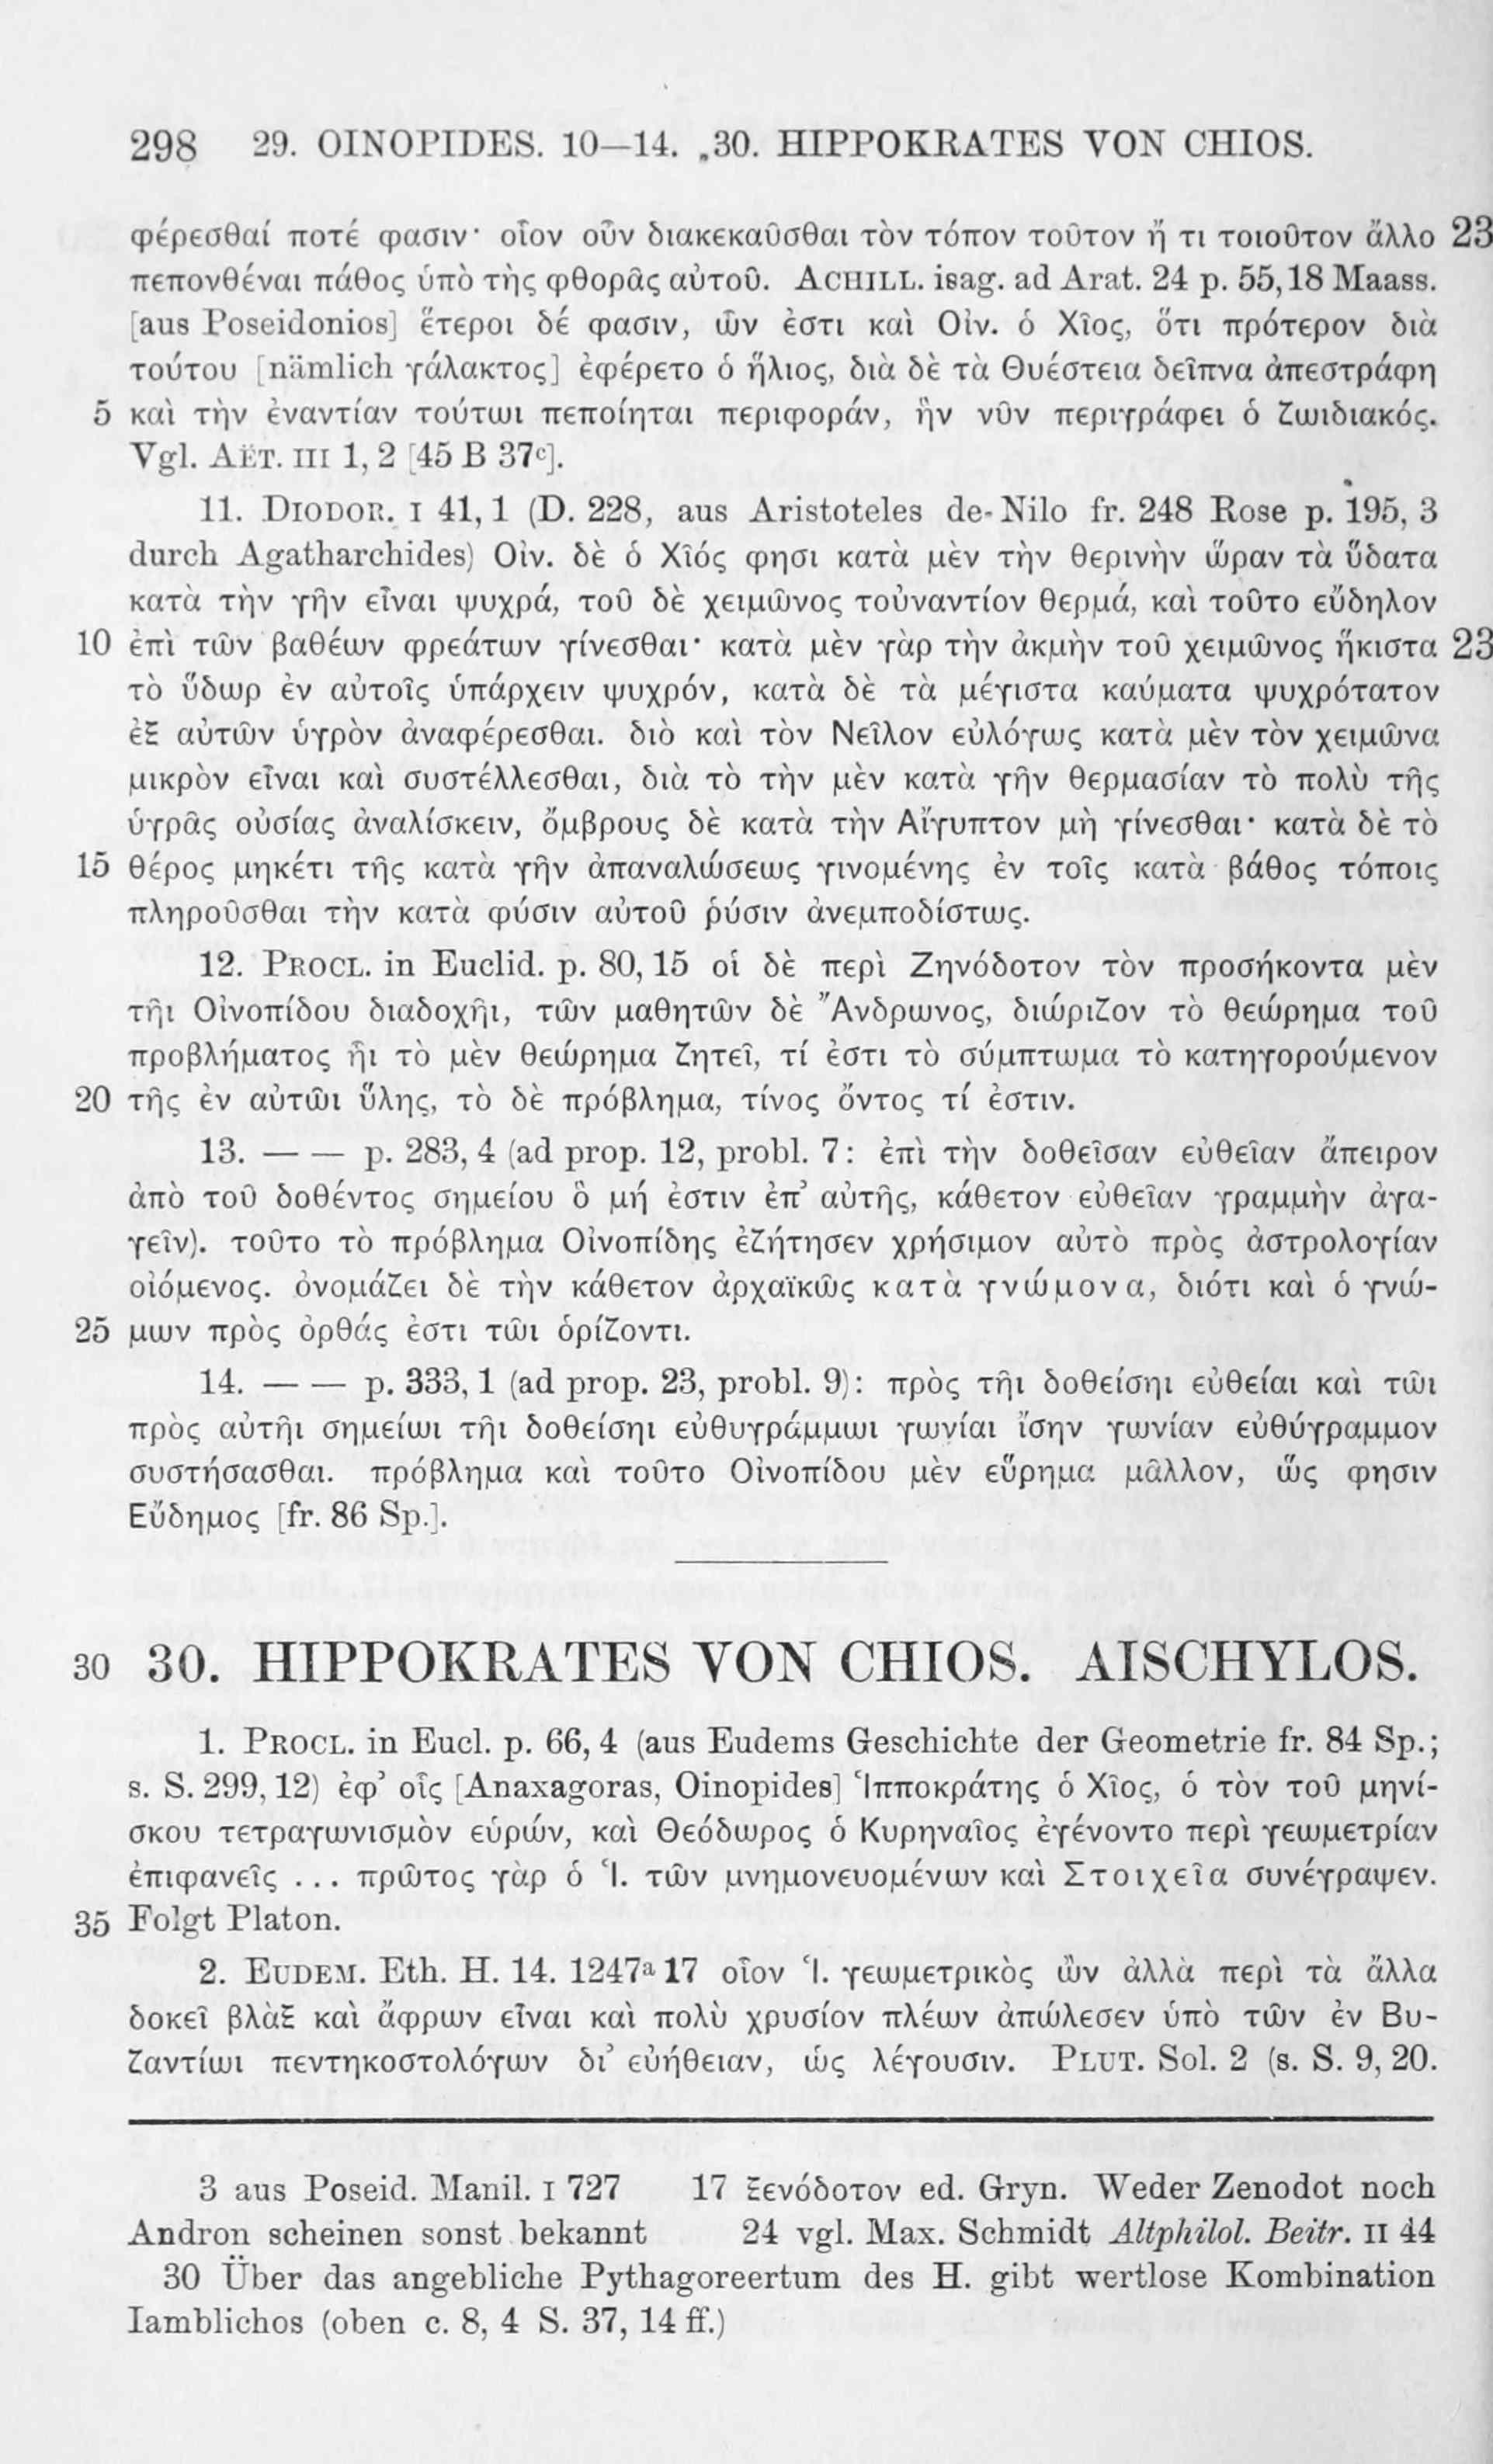 298 29. OINOPIDES. 10—14. 30. HIPPOKRATES VON CHIOS.
φέρεσθαί ποτέ φασιν· οἷον οὖν διακεκαῦσθαι τὸν τόπον τοῦτον ἤ τι τοιοῦτον ἄλλο 23
πεπονθέναι πάθος ὑπὸ τῆς φθορᾶς αὐτοῦ. ACHILL. isag. ad Arat. 24 p. 55,18 Maass.
[aus Poseidonios] ἕτεροι δέ φασιν, ὧν ἐστι καὶ Οἰν. ὁ Χῖος, ὅτι πρότερον διὰ
τούτου [nämlich γάλακτος] ἐφέρετο ὁ ἥλιος, διὰ δὲ τὰ Θυέστεια δεῖπνα ἀπεστράφη
5 καὶ τὴν ἐναντίαν τούτωι πεποίηται περιφοράν, ἣν νῦν περιγράφει ὁ ζωιδιακός.
Vgl. AËT. III 1, 2 [45 B 37ᶜ].
11. DIODOR. I 41, 1 (D. 228, aus Aristoteles de Nilo fr. 248 Rose p. 195, 3
durch Agatharchides) Οἰν. δὲ ὁ Χῖός φησι κατὰ μὲν τὴν θερινὴν ὥραν τὰ ὕδατα
κατὰ τὴν γῆν εἶναι ψυχρά, τοῦ δὲ χειμῶνος τοὐναντίον θερμά, καὶ τοῦτο εὔδηλον
10 ἐπὶ τῶν βαθέων φρεάτων γίνεσθαι· κατὰ μὲν γὰρ τὴν ἀκμὴν τοῦ χειμῶνος ἥκιστα 23
τὸ ὕδωρ ἐν αὐτοῖς ὑπάρχειν ψυχρόν, κατὰ δὲ τὰ μέγιστα καύματα ψυχρότατον
ἐξ αὐτῶν ὑγρὸν ἀναφέρεσθαι. διὸ καὶ τὸν Νεῖλον εὐλόγως κατὰ μὲν τὸν χειμῶνα
μικρὸν εἶναι καὶ συστέλλεσθαι, διὰ τὸ τὴν μὲν κατὰ γῆν θερμασίαν τὸ πολὺ τῆς
ὑγρᾶς οὐσίας ἀναλίσκειν, ὄμβρους δὲ κατὰ τὴν Αἴγυπτον μὴ γίνεσθαι· κατὰ δὲ τὸ
15 θέρος μηκέτι τῆς κατὰ γῆν ἀπαναλώσεως γινομένης ἐν τοῖς κατὰ βάθος τόποις
πληροῦσθαι τὴν κατὰ φύσιν αὐτοῦ ῥύσιν ἀνεμποδίστως.
12. PROCL. in Euclid. p. 80, 15 οἱ δὲ περὶ Ζηνόδοτον τὸν προσήκοντα μὲν
τῆι Οἰνοπίδου διαδοχῆι, τῶν μαθητῶν δὲ Ἄνδρωνος, διώριζον τὸ θεώρημα τοῦ
προβλήματος ἧι τὸ μὲν θεώρημα ζητεῖ, τί ἐστι τὸ σύμπτωμα τὸ κατηγορούμενον
20 τῆς ἐν αὐτῶι ὕλης, τὸ δὲ πρόβλημα, τίνος ὄντος τί ἐστιν.
13. — — p. 283, 4 (ad prop. 12, probl. 7: ἐπὶ τὴν δοθεῖσαν εὐθεῖαν ἄπειρον
ἀπὸ τοῦ δοθέντος σημείου ὃ μή ἐστιν ἐπ' αὐτῆς, κάθετον εὐθεῖαν γραμμὴν ἀγα-
γεῖν). τοῦτο τὸ πρόβλημα Οἰνοπίδης ἐζήτησεν χρήσιμον αὐτὸ πρὸς ἀστρολογίαν
οἰόμενος. ὀνομάζει δὲ τὴν κάθετον ἀρχαϊκῶς κατὰ γνώμονα, διότι καὶ ὁ γνώ-
25 μων πρὸς ὀρθάς ἐστι τῶι ὁρίζοντι.
14. — — p. 333, 1 (ad prop. 23, probl. 9): πρὸς τῆι δοθείσηι εὐθείαι καὶ τῶι
πρὸς αὐτῆι σημείωι τῆι δοθείσηι εὐθυγράμμωι γωνίαι ἴσην γωνίαν εὐθύγραμμον
συστήσασθαι. πρόβλημα καὶ τοῦτο Οἰνοπίδου μὲν εὕρημα μᾶλλον, ὥς φησιν
Εὔδημος [fr. 86 Sp.].
30 30. HIPPOKRATES VON CHIOS. AISCHYLOS.
1. PROCL. in Eucl. p. 66, 4 (aus Eudems Geschichte der Geometrie fr. 84 Sp.;
s. S. 299, 12) ἐφ' οἷς [Anaxagoras, Oinopides] Ἱπποκράτης ὁ Χῖος, ὁ τὸν τοῦ μηνί-
σκου τετραγωνισμὸν εὑρών, καὶ Θεόδωρος ὁ Κυρηναῖος ἐγένοντο περὶ γεωμετρίαν
ἐπιφανεῖς ... πρῶτος γὰρ ὁ Ἱ. τῶν μνημονευομένων καὶ Στοιχεῖα συνέγραψεν.
35 Folgt Platon.
2. EUDEM. Eth. H. 14. 1247ᵃ 17 οἷον Ἱ. γεωμετρικὸς ὢν ἀλλὰ περὶ τὰ ἄλλα
δοκεῖ βλὰξ καὶ ἄφρων εἶναι καὶ πολὺ χρυσίον πλέων ἀπώλεσεν ὑπὸ τῶν ἐν Βυ-
ζαντίωι πεντηκοστολόγων δι' εὐήθειαν, ὡς λέγουσιν. PLUT. Sol. 2 (s. S. 9, 20.
3 aus Poseid. Manil. I 727 17 ξενόδοτον ed. Gryn. Weder Zenodot noch
Andron scheinen sonst bekannt 24 vgl. Max. Schmidt Altphilol. Beitr. II 44
30 Über das angebliche Pythagoreertum des H. gibt wertlose Kombination
Iamblichos (oben c. 8, 4 S. 37, 14 ff.)